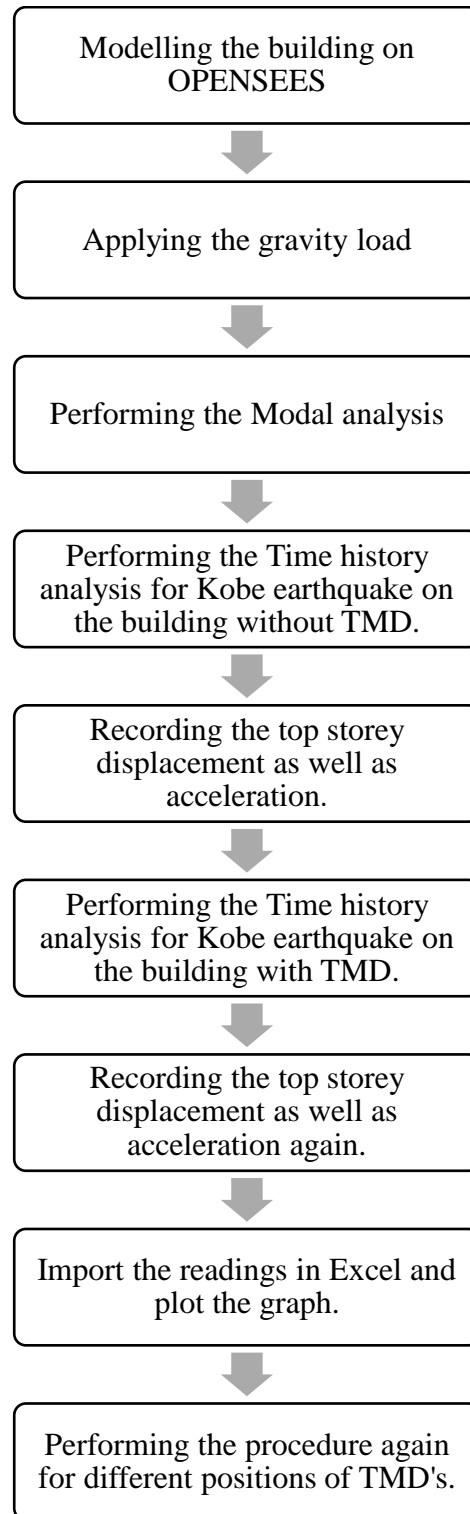 Modelling the building on
OPENSEES
Applying the gravity load
Performing the Modal analysis
Performing the Time history
analysis for Kobe earthquake on
the building without TMD.
Recording the top storey
displacement as well as
acceleration.
Performing the Time history
analysis for Kobe earthquake on
the building with TMD.
Recording the top storey
displacement as well as
acceleration again.
Import the readings in Excel and
plot the graph.
Performing the procedure again
for different positions of TMD's.